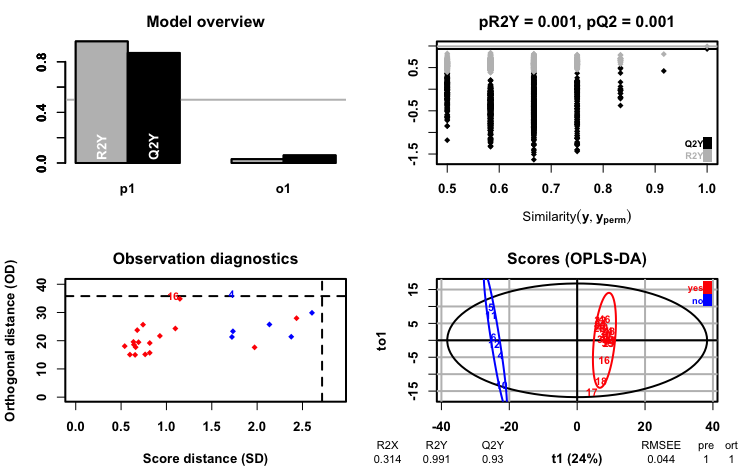 Model overview
pR2Y = 0.001, pQ2 = 0.001
0.8
0.4
0.0
R2Y
Q2Y
p1
o1
0.5
-0.5
-1.5
Q2Y
R2Y
0.5 0.6 0.7 0.8 0.9 1.0
Similarity(y, yperm)
Observation diagnostics
Scores (OPLS-DA)
Orthogonal distance (OD)
40
30
20
10
0
16
4
0.0 0.5 1.0 1.5 2.0 2.5
Score distance (SD)
to1
15
5
-5
-15
yes
no
16
18
17
-40 -20 0 20 40
R2X R2Y Q2Y RMSEE pre ort
0.314 0.991 0.93 t1 (24%) 0.044 1 1